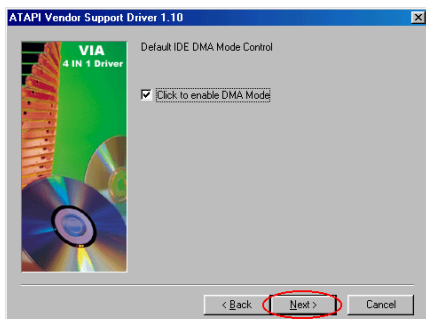 ATAPI Vendor Support Driver 1.10
VIA
4 IN 1 Driver
Default IDE DMA Mode Control
Click to enable DMA Mode
< Back
Next >
Cancel